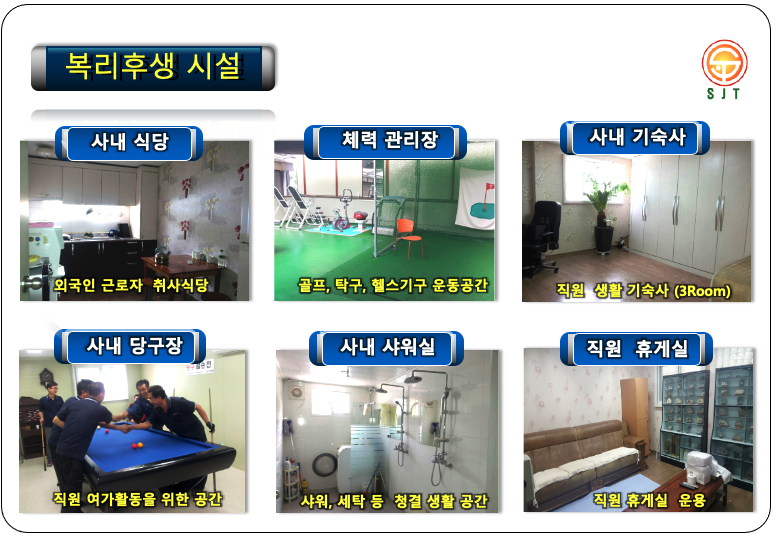 복리후생 시설
SJT
사내 식당
체력 관리장
사내 기숙사
외국인 근로자 취사식당
골프, 탁구, 헬스기구 운동공간
직원 생활 기숙사 (3Room)
사내 당구장
사내 샤워실
직원 휴게실
직원 여가활동을 위한 공간
샤워, 세탁 등 청결 생활 공간
직원 휴게실 운용